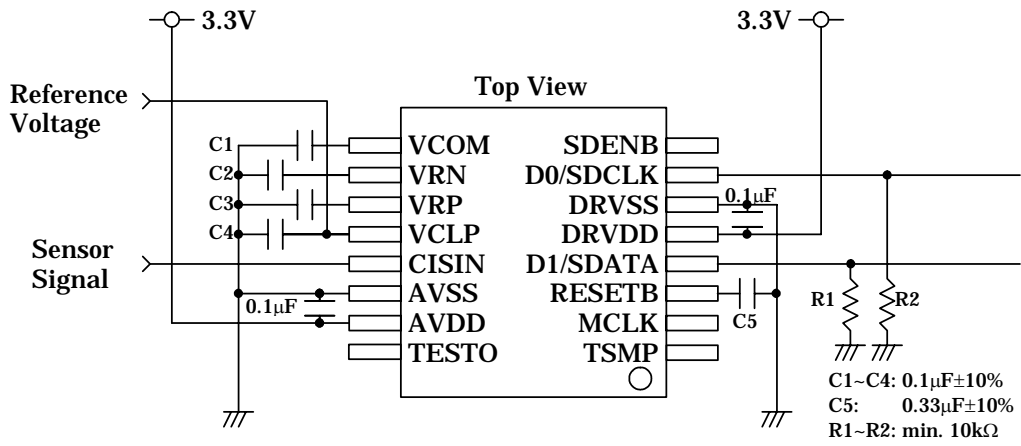 3.3V
3.3V
Reference
Voltage
Top View
C1
VCOM
SDENB
C2
VRN
D0/SDCLK
C3
VRP
DRVSS
0.1μF
C4
VCLP
DRVDD
Sensor
Signal
CISIN
D1/SDATA
AVSS
RESETB
0.1μF
C5
R1
R2
AVDD
MCLK
TESTO
TSMP
C1~C4: 0.1μF±10%
C5: 0.33μF±10%
R1~R2: min. 10kΩ